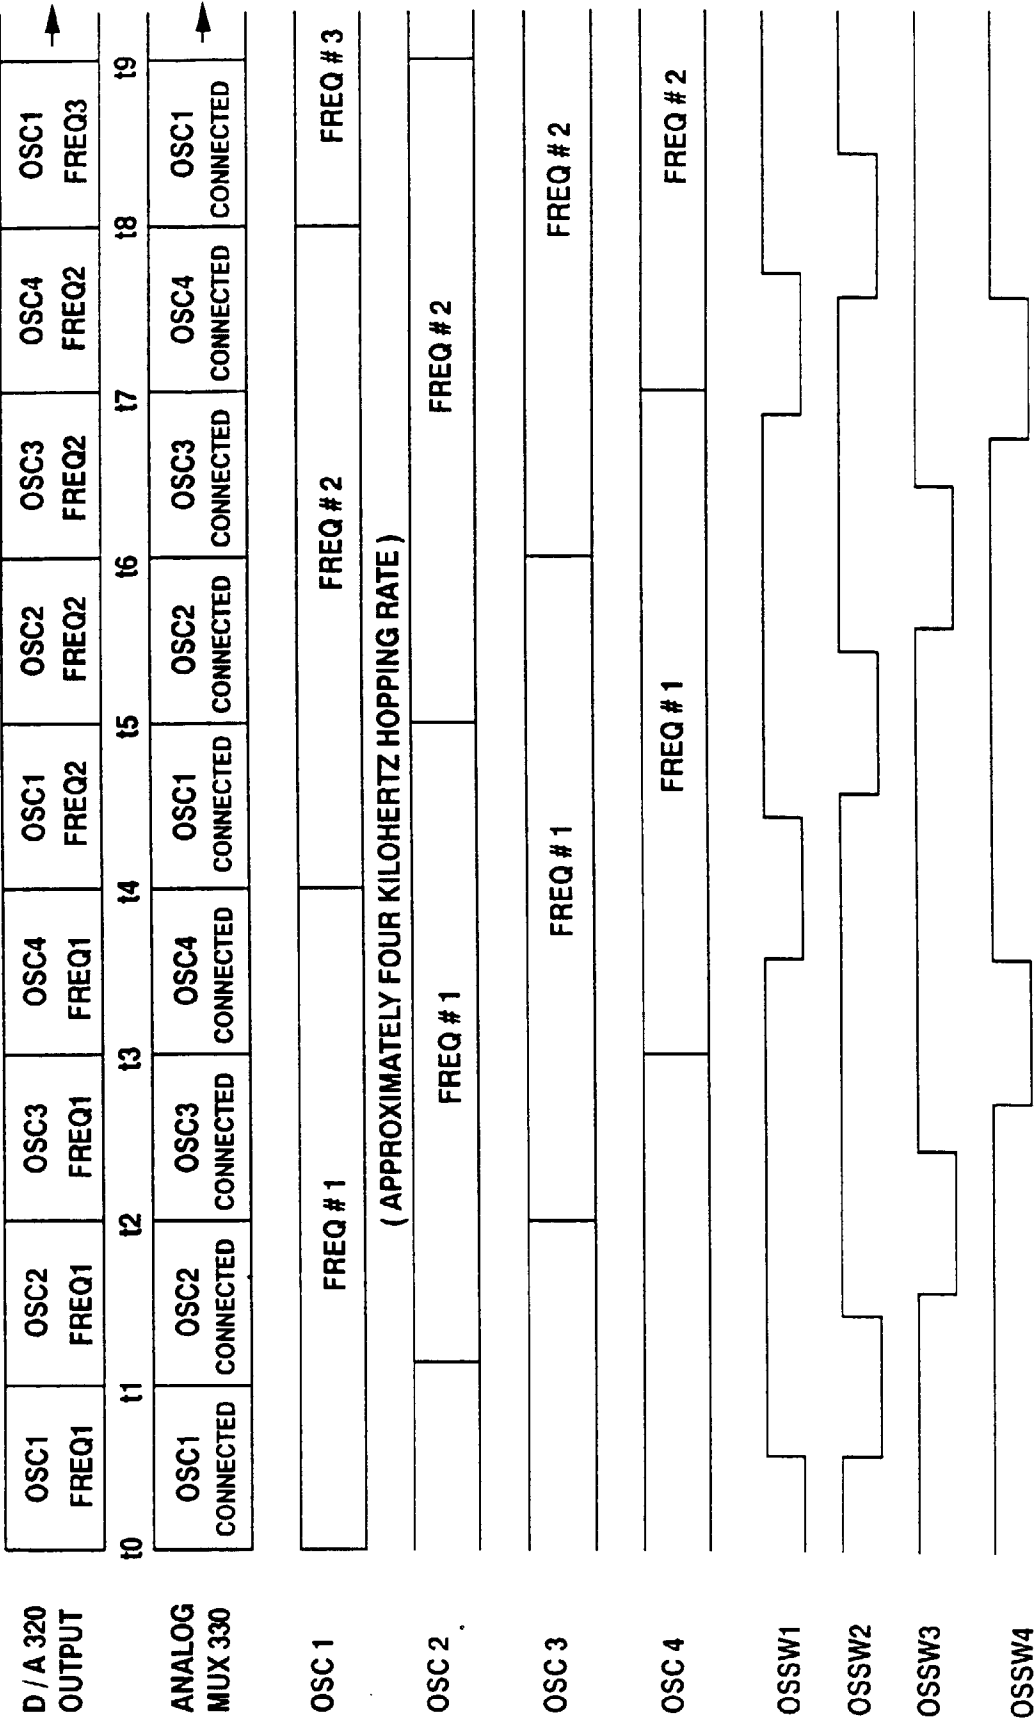 D / A 320
OUTPUT
OSC1
FREQ1
OSC2
FREQ1
OSC3
FREQ1
OSC4
FREQ1
OSC1
FREQ2
OSC2
FREQ2
OSC3
FREQ2
OSC4
FREQ2
OSC1
FREQ3
t0
t1
t2
t3
t4
t5
t6
t7
t8
t9
ANALOG
MUX 330
OSC1
CONNECTED
OSC2
CONNECTED
OSC3
CONNECTED
OSC4
CONNECTED
OSC1
CONNECTED
OSC2
CONNECTED
OSC3
CONNECTED
OSC4
CONNECTED
OSC1
CONNECTED
OSC 1
FREQ # 1
FREQ # 2
FREQ # 3
( APPROXIMATELY FOUR KILOHERTZ HOPPING RATE )
OSC 2
FREQ # 1
FREQ # 2
OSC 3
FREQ # 1
FREQ # 2
OSC 4
FREQ # 1
FREQ # 2
OSSW1
OSSW2
OSSW3
OSSW4